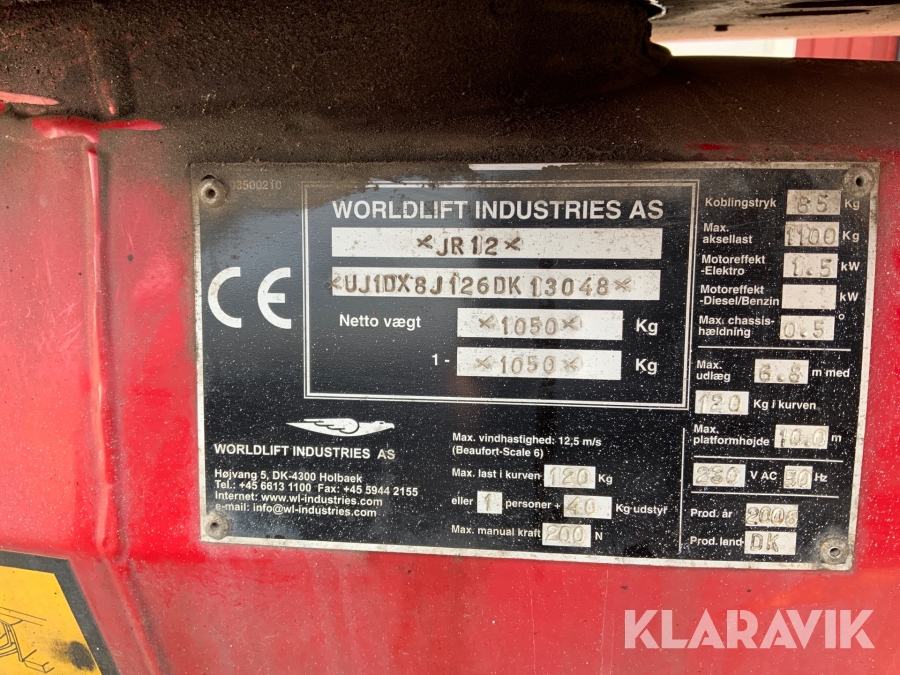 03500210
WORLDLIFT INDUSTRIES AS
*JR12*
*UJ1DX8J126DK13048*
Netto vægt *1050* Kg
1- *1050* Kg
CE
WORLDLIFT INDUSTRIES AS
Højvang 5, DK-4300 Holbaek
Tel.: +45 6613 1100 Fax: +45 5944 2155
Internet: www.wl-industries.com
e-mail: info@wl-industries.com
Max. vindhastighed: 12,5 m/s
(Beaufort-Scale 6)
Max. last i kurven 120 Kg
eller 1 personer + 40 Kg udstyr
Max. manual kraft 200 N
Koblingstryk 85 Kg
Max.
aksellast 1100 Kg
Motoreffekt
-Elektro 1.5 kW
Motoreffekt
-Diesel/Benzin kW
Max. chassis-
hældning 0.5 °
Max.
udlæg 6.8 m med
120 Kg i kurven
Max.
platformhøjde 10.0 m
230 V AC 50 Hz
Prod. år 2006
Prod. land DK
KLARAVIK